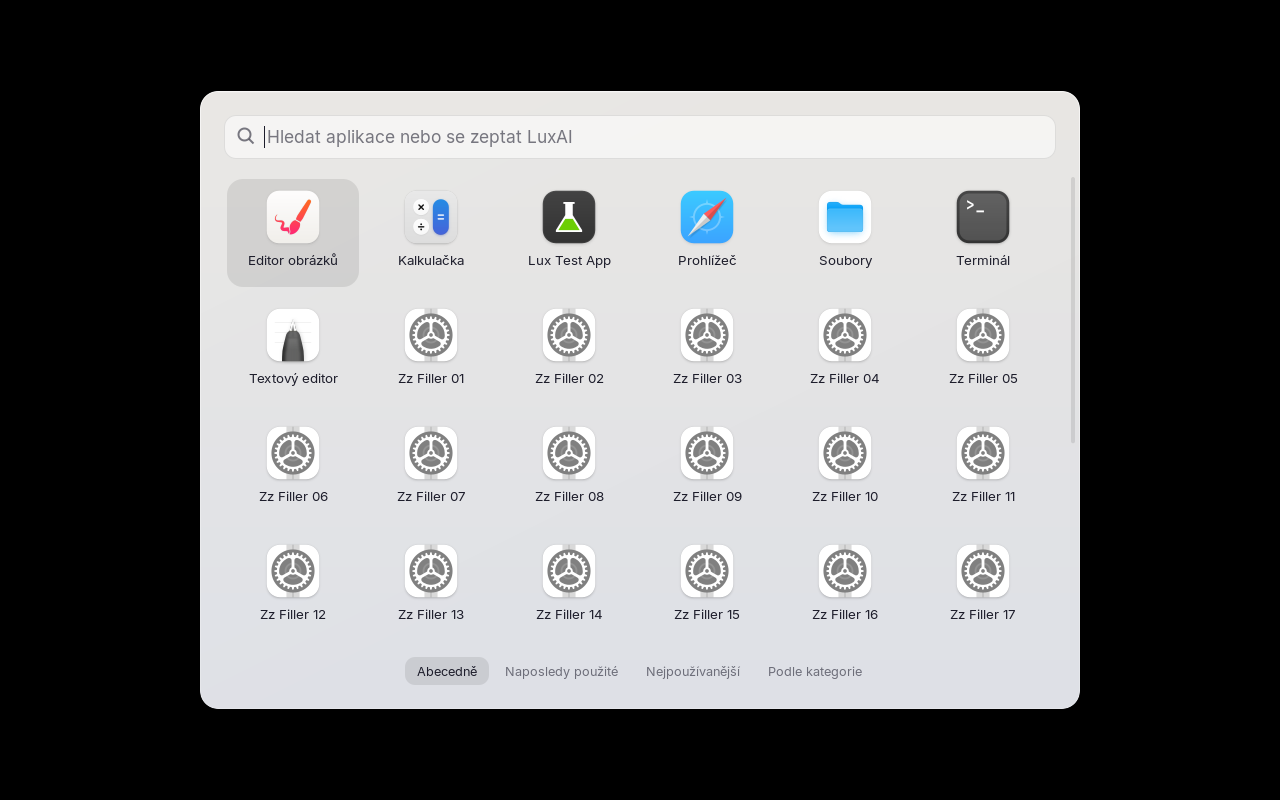 Hledat aplikace nebo se zeptat LuxAI
Editor obrázků
Kalkulačka
Lux Test App
Prohlížeč
Soubory
Terminál
Textový editor
Zz Filler 01
Zz Filler 02
Zz Filler 03
Zz Filler 04
Zz Filler 05
Zz Filler 06
Zz Filler 07
Zz Filler 08
Zz Filler 09
Zz Filler 10
Zz Filler 11
Zz Filler 12
Zz Filler 13
Zz Filler 14
Zz Filler 15
Zz Filler 16
Zz Filler 17
Abecedně
Naposledy použité
Nejpoužívanější
Podle kategorie